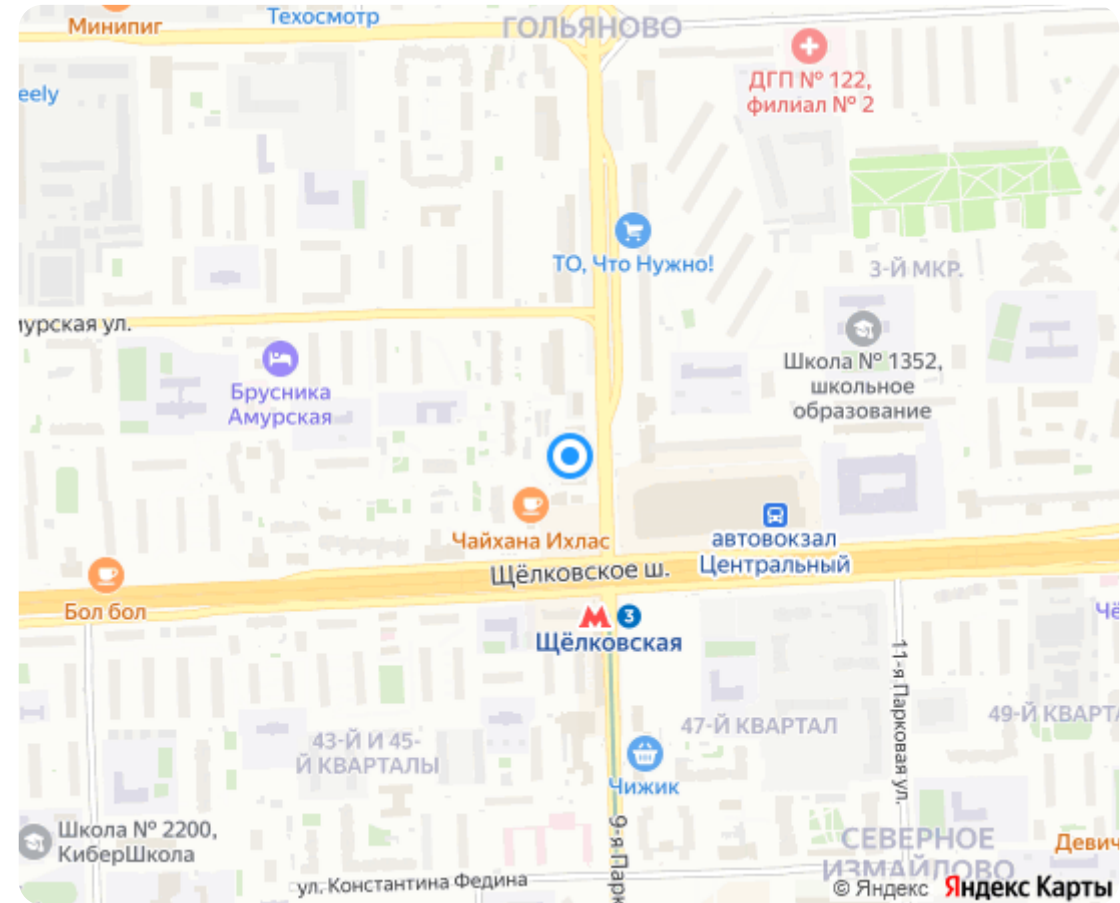 Минипиг
Техосмотр
ГОЛЬЯНОВО
ДГП № 122,
филиал № 2
eely
ТО, Что Нужно!
3-Й МКР.
мурская ул.
Школа № 1352,
школьное
образование
Брусника
Амурская
Чайхана Ихлас
автовокзал
Центральный
Щёлковское ш.
Бол бол
3
Щёлковская
Чё
11-я Парковая ул.
43-Й И 45-
Й КВАРТАЛЫ
47-Й КВАРТАЛ
49-Й КВАРТА
Чижик
Школа № 2200,
КиберШкола
9-я Парк
СЕВЕРНОЕ
ИЗМАЙЛОВО
Девич
ул. Константина Федина
© Яндекс Яндекс Карты